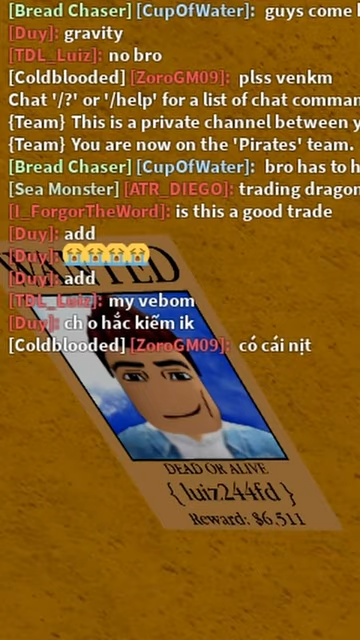 [Bread Chaser] [CupOfWater]: guys come
[Duy]: gravity
[TDL_Luiz]: no bro
[Coldblooded] [ZoroGM09]: plss venkm
Chat '/?' or '/help' for a list of chat comman
{Team} This is a private channel between y
{Team} You are now on the 'Pirates' team.
[Bread Chaser] [CupOfWater]: bro has to h
[Sea Monster] [ATR_DIEGO]: trading dragon
[I_ForgorTheWord]: is this a good trade
[Duy]: add
[Duy]: 😭😭😭😭
[Duy]: add
[TDL_Luiz]: my vebom
[Duy]: ch o hắc kiếm ik
[Coldblooded] [ZoroGM09]: có cái nịt
WANTED
DEAD OR ALIVE
{ luiz244fd }
Reward: $6,511